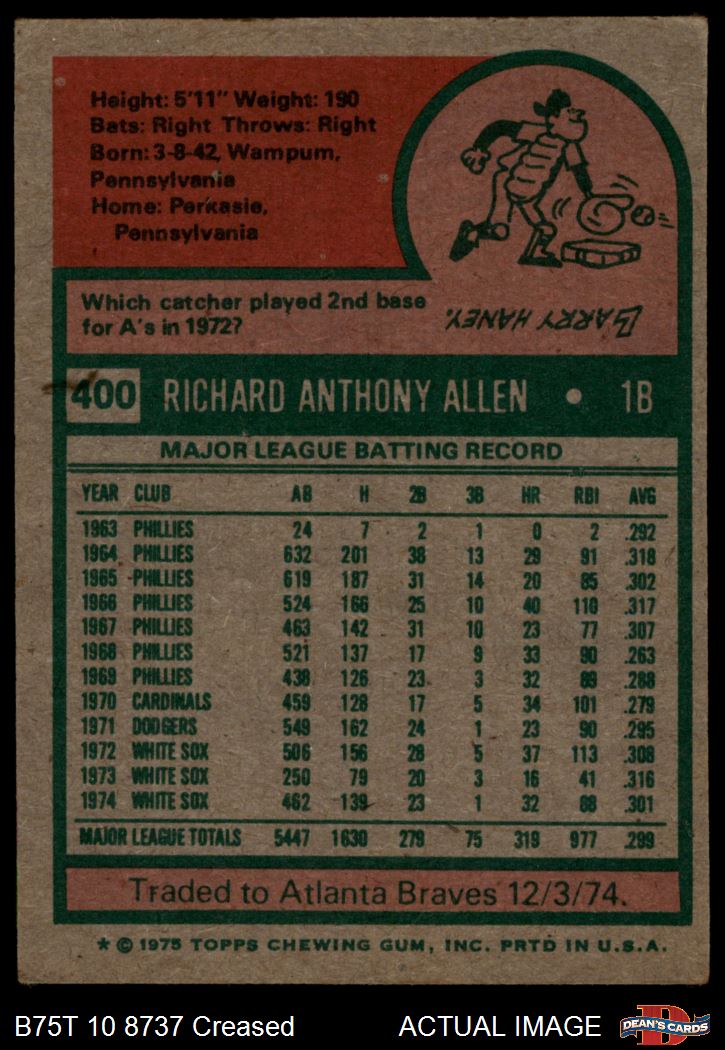 Height: 5'11" Weight: 190
Bats: Right Throws: Right
Born: 3-8-42, Wampum,
Pennsylvania
Home: Perkasie,
Pennsylvania
Which catcher played 2nd base
for A's in 1972?
BARRY HANEY.
400 RICHARD ANTHONY ALLEN • 1B
MAJOR LEAGUE BATTING RECORD
YEAR CLUB AB H 2B 3B HR RBI AVG
1963 PHILLIES 24 7 2 1 0 2 .292
1964 PHILLIES 632 201 38 13 29 91 .318
1965 PHILLIES 619 187 31 14 20 85 .302
1966 PHILLIES 524 166 25 10 40 110 .317
1967 PHILLIES 463 142 31 10 23 77 .307
1968 PHILLIES 521 137 17 9 33 90 .263
1969 PHILLIES 438 126 23 3 32 89 .288
1970 CARDINALS 459 128 17 5 34 101 .279
1971 DODGERS 549 162 24 1 23 90 .295
1972 WHITE SOX 506 156 28 5 37 113 .308
1973 WHITE SOX 250 79 20 3 16 41 .316
1974 WHITE SOX 462 139 23 1 32 88 .301
MAJOR LEAGUE TOTALS 5447 1630 279 75 319 977 .299
Traded to Atlanta Braves 12/3/74.
* © 1975 TOPPS CHEWING GUM, INC. PRTD IN U.S.A.
B75T 10 8737 Creased ACTUAL IMAGE
DEAN'S CARDS